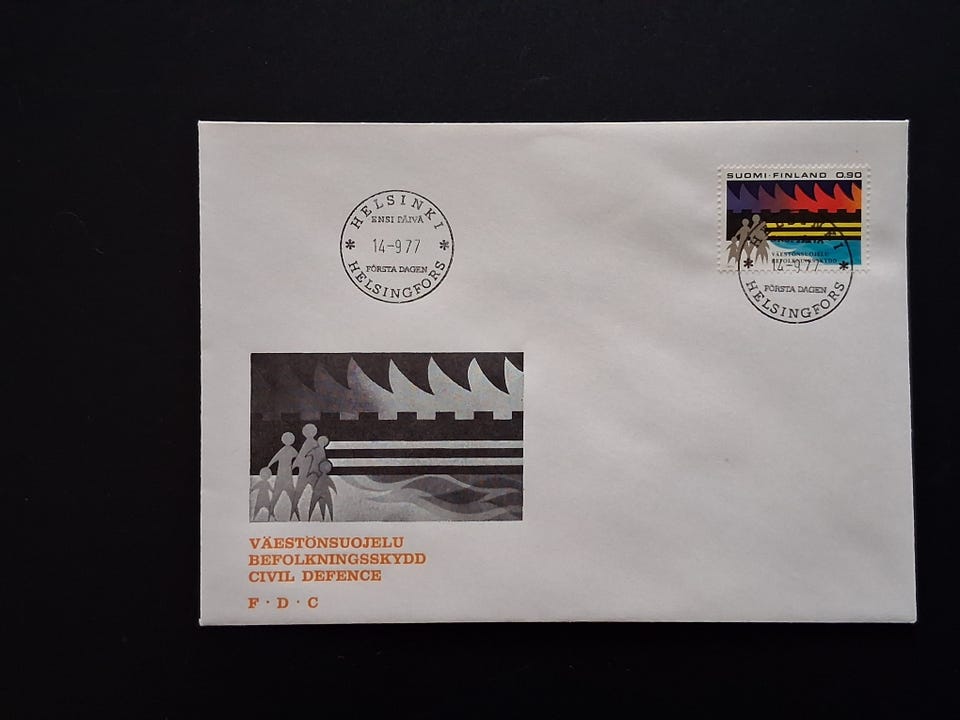 SUOMI·FINLAND 0,90
VÄESTÖNSUOJELU
BEFOLKNINGSSKYDD
14-9.77
FÖRSTA DAGEN
HELSINGFORS
HELSINKI
ENSI PÄIVÄ
14-9.77
FÖRSTA DAGEN
HELSINGFORS
VÄESTÖNSUOJELU
BEFOLKNINGSSKYDD
CIVIL DEFENCE
F·D·C